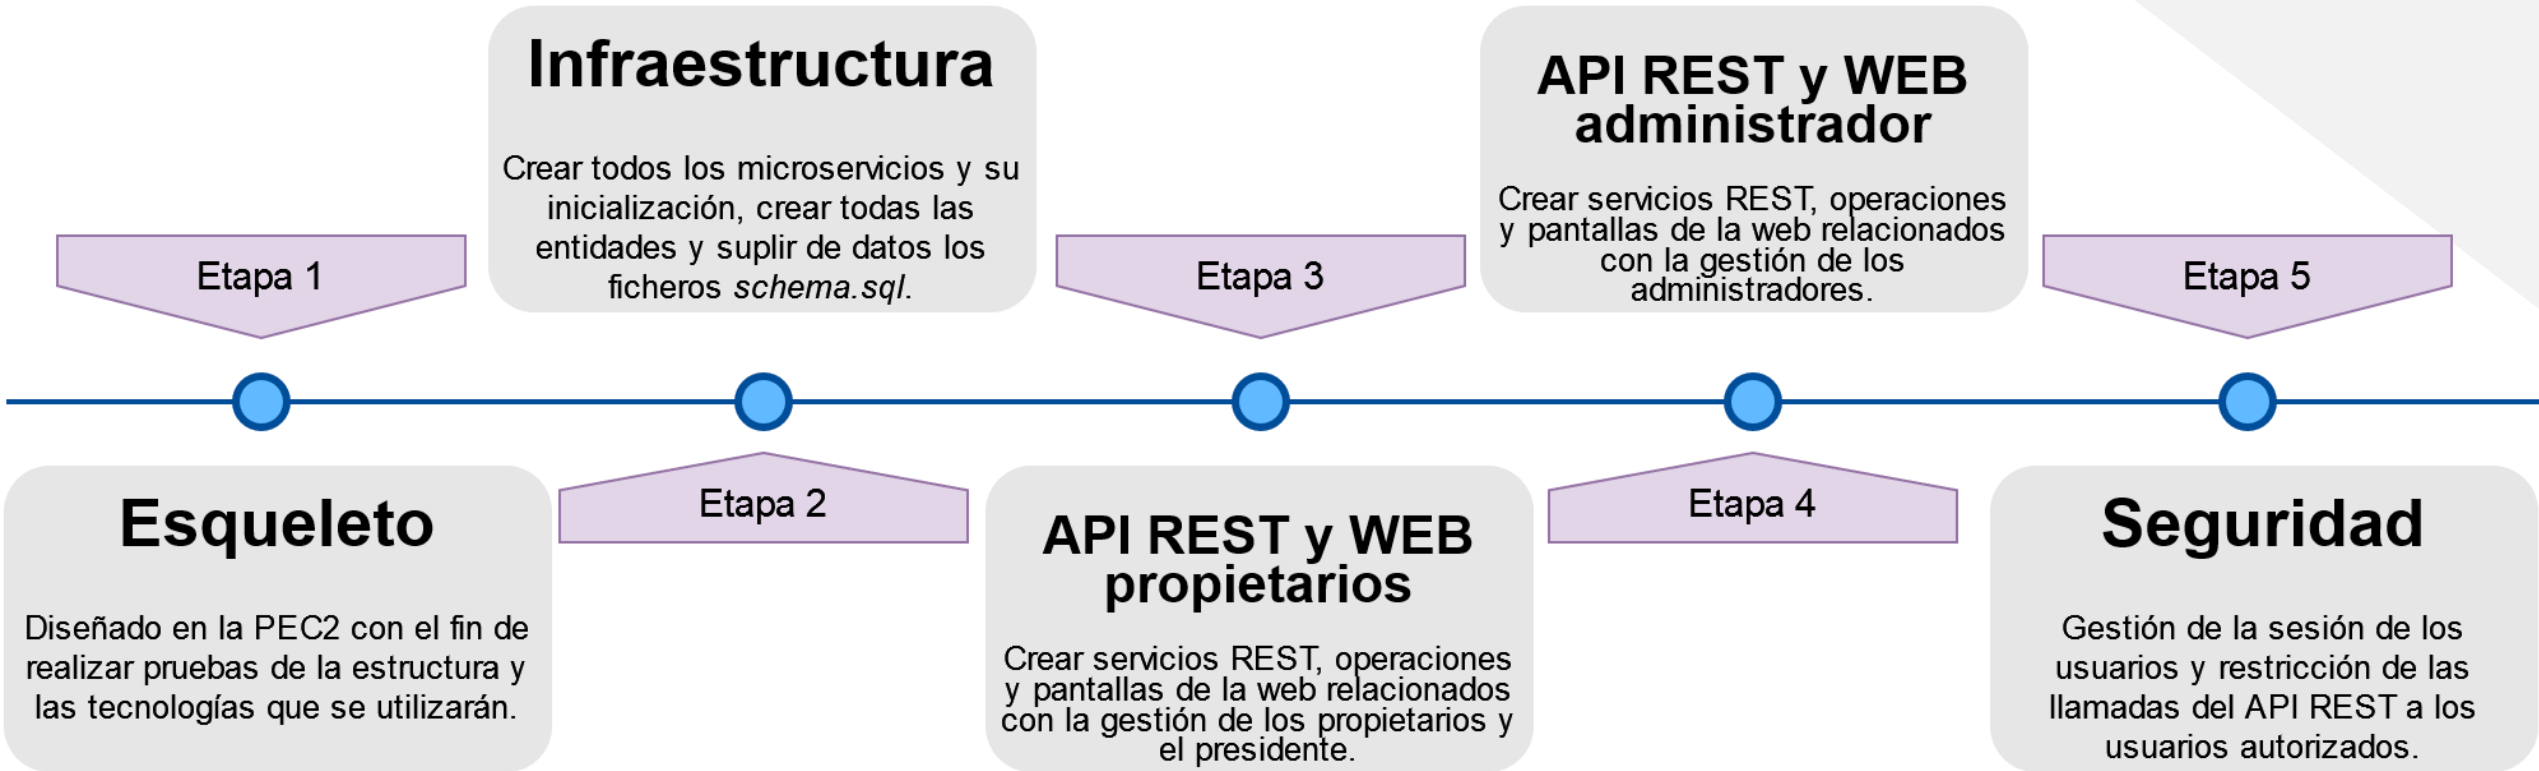 Etapa 1
Esqueleto
Diseñado en la PEC2 con el fin de
realizar pruebas de la estructura y
las tecnologías que se utilizarán.
Infraestructura
Crear todos los microservicios y su
inicialización, crear todas las
entidades y suplir de datos los
ficheros schema.sql.
Etapa 2
Etapa 3
API REST y WEB
propietarios
Crear servicios REST, operaciones
y pantallas de la web relacionados
con la gestión de los propietarios y
el presidente.
API REST y WEB
administrador
Crear servicios REST, operaciones
y pantallas de la web relacionados
con la gestión de los
administradores.
Etapa 4
Etapa 5
Seguridad
Gestión de la sesión de los
usuarios y restricción de las
llamadas del API REST a los
usuarios autorizados.